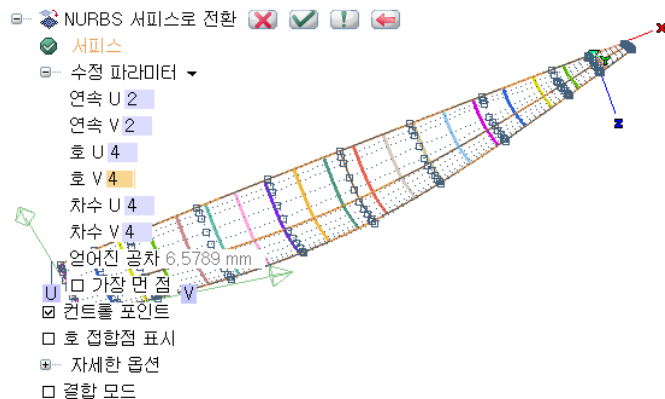 NURBS 서피스로 전환
서피스
수정 파라미터
연속 U 2
연속 V 2
호 U 4
호 V 4
차수 U 4
차수 V 4
얻어진 공차 6,5789 mm
가장 먼 점
U V
컨트롤 포인트
호 접합점 표시
자세한 옵션
결합 모드
x
z